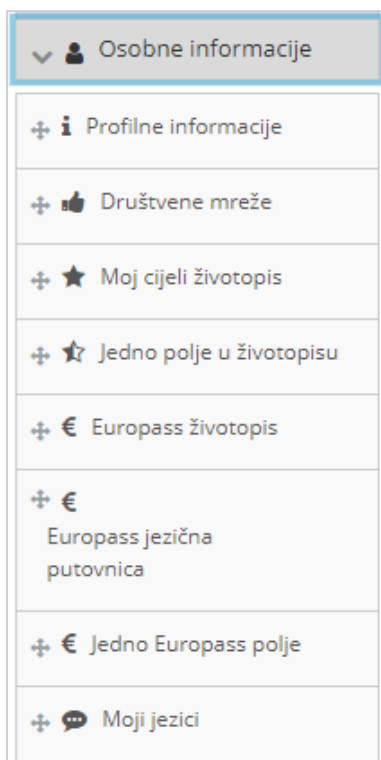 Osobne informacije
Profilne informacije
Društvene mreže
Moj cijeli životopis
Jedno polje u životopisu
€ Europass životopis
€
Europass jezična
putovnica
€ Jedno Europass polje
Moji jezici